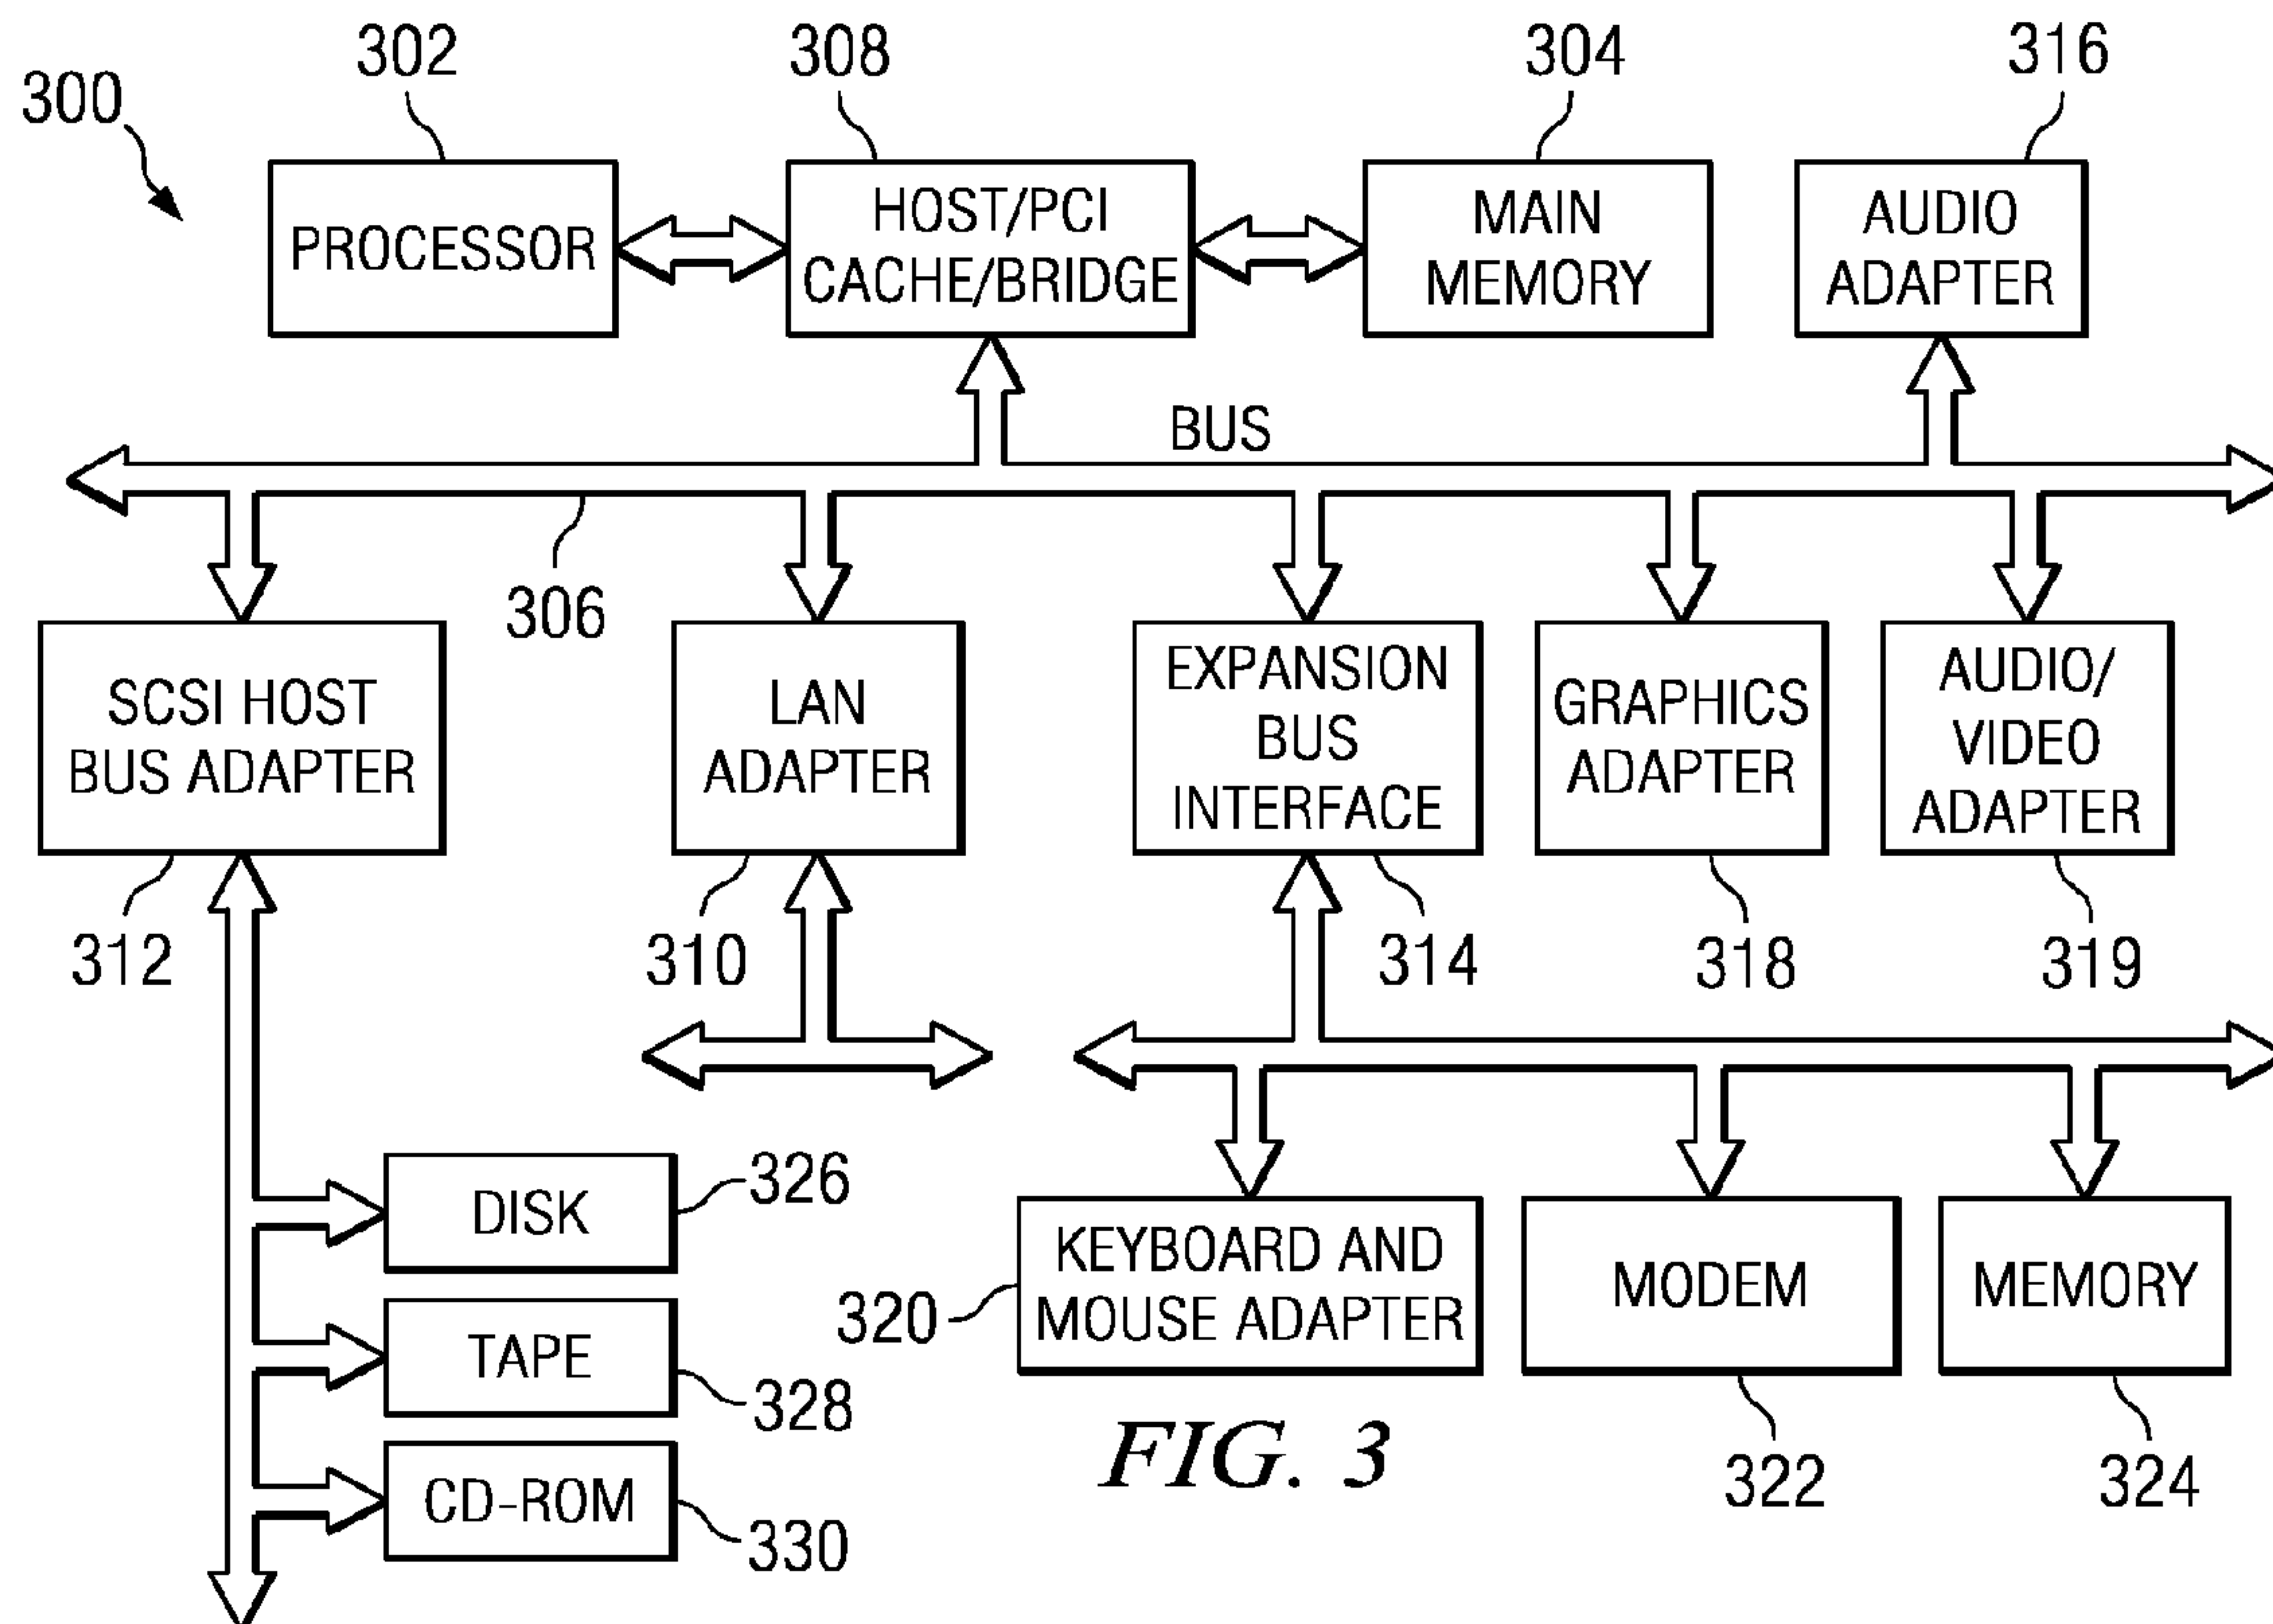 300
302
308
304
316
PROCESSOR
HOST/PCI
CACHE/BRIDGE
MAIN
MEMORY
AUDIO
ADAPTER
BUS
306
SCSI HOST
BUS ADAPTER
LAN
ADAPTER
EXPANSION
BUS
INTERFACE
GRAPHICS
ADAPTER
AUDIO/
VIDEO
ADAPTER
312
310
314
318
319
DISK
326
TAPE
328
CD-ROM
330
320
KEYBOARD AND
MOUSE ADAPTER
MODEM
MEMORY
322
324
FIG. 3